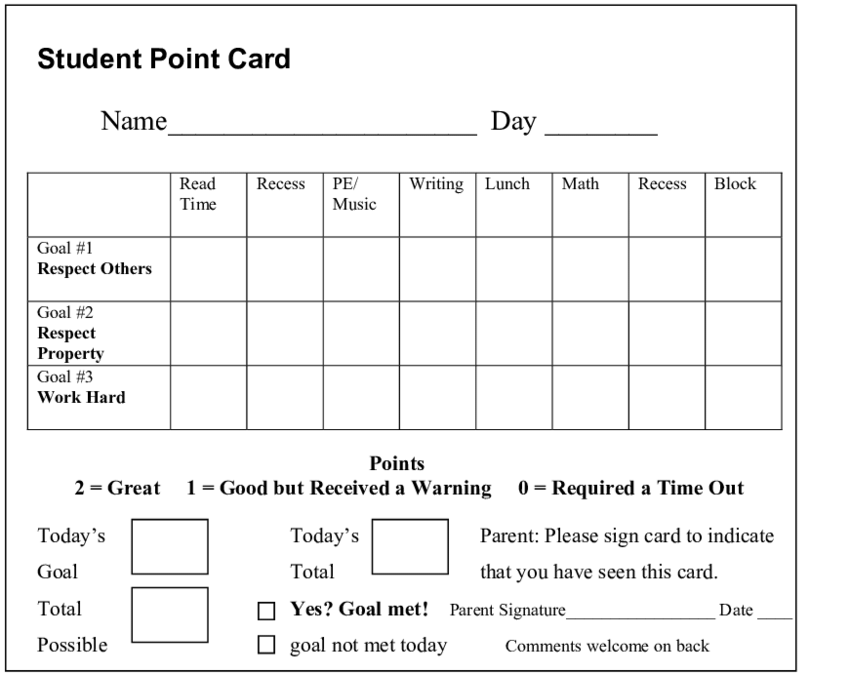 Student Point Card
Name______________________ Day ________
Read Time Recess PE/ Music Writing Lunch Math Recess Block
Goal #1
Respect Others
Goal #2
Respect
Property
Goal #3
Work Hard
Points
2 = Great 1 = Good but Received a Warning 0 = Required a Time Out
Today’s Today’s Parent: Please sign card to indicate
Goal Total that you have seen this card.
Total Yes? Goal met! Parent Signature_________________ Date ____
Possible goal not met today Comments welcome on back